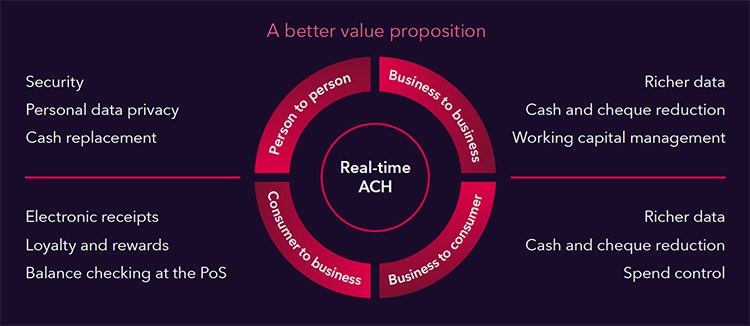 A better value proposition
Security
Personal data privacy
Cash replacement
Person to person
Business to business
Richer data
Cash and cheque reduction
Working capital management
Real-time
ACH
Electronic receipts
Loyalty and rewards
Balance checking at the PoS
Consumer to business
Business to consumer
Richer data
Cash and cheque reduction
Spend control